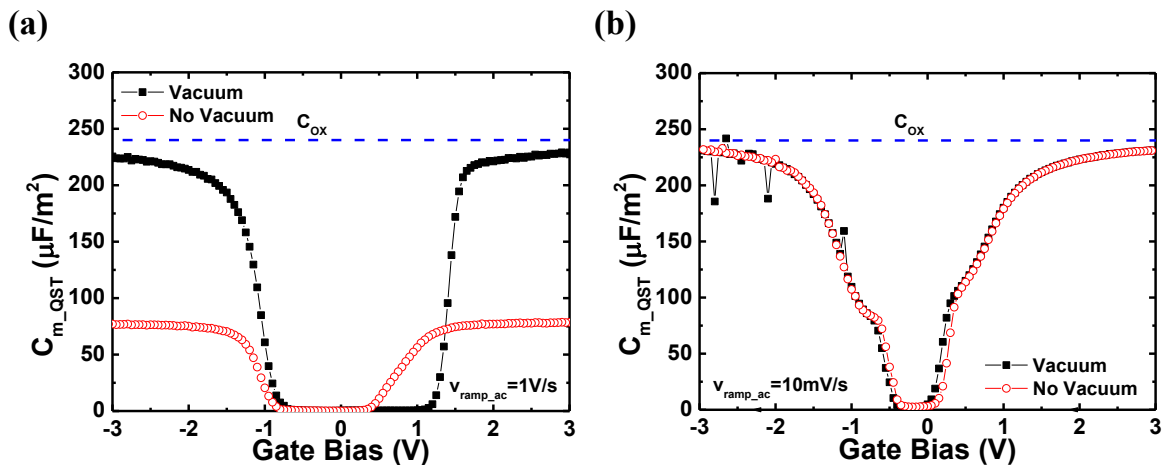 (a)
300
250
200
150
100
50
0
C_m_QST (μF/m²)
Vacuum
No Vacuum
C_OX
v_ramp_ac=1V/s
-3 -2 -1 0 1 2 3
Gate Bias (V)
(b)
300
250
200
150
100
50
0
C_m_QST (μF/m²)
C_OX
v_ramp_ac=10mV/s
Vacuum
No Vacuum
-3 -2 -1 0 1 2 3
Gate Bias (V)